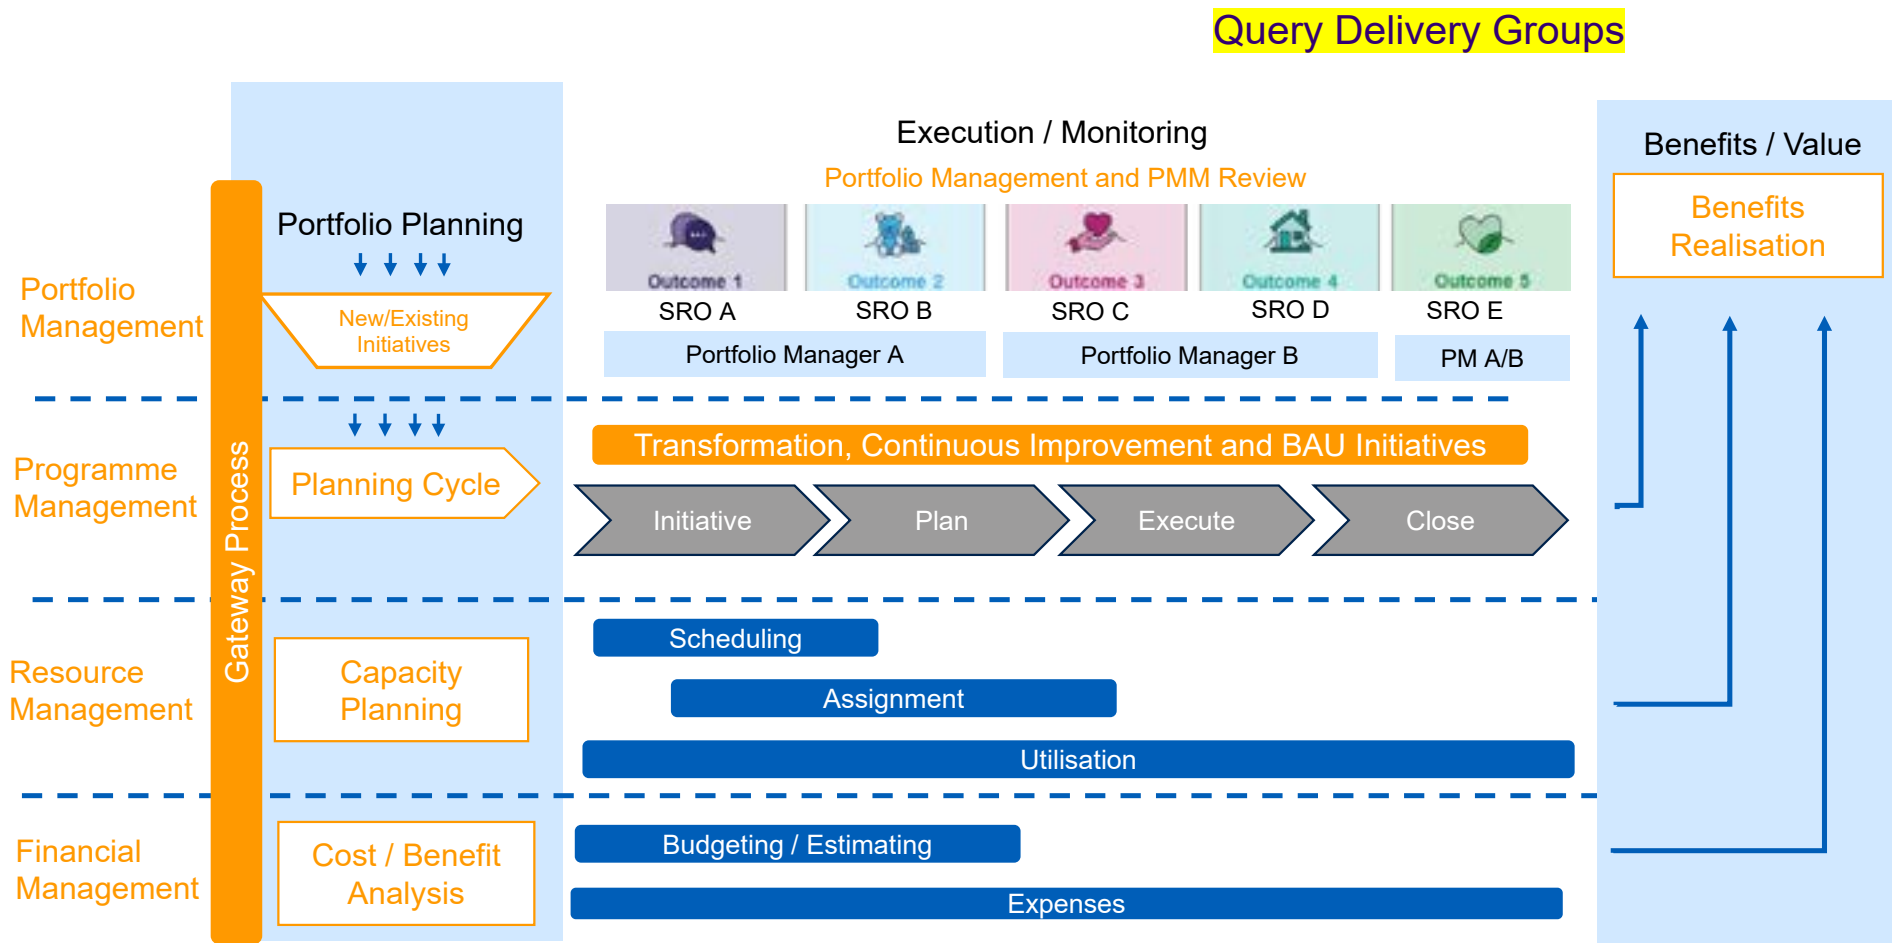 Query Delivery Groups
Execution / Monitoring
Benefits / Value
Portfolio Management and PMM Review
Benefits
Realisation
Portfolio Planning
Outcome 1
Outcome 2
Outcome 3
Outcome 4
Outcome 5
SRO A
SRO B
SRO C
SRO D
SRO E
Portfolio
Management
New/Existing
Initiatives
Portfolio Manager A
Portfolio Manager B
PM A/B
Gateway Process
Programme
Management
Planning Cycle
Transformation, Continuous Improvement and BAU Initiatives
Initiative
Plan
Execute
Close
Resource
Management
Capacity
Planning
Scheduling
Assignment
Utilisation
Financial
Management
Cost / Benefit
Analysis
Budgeting / Estimating
Expenses